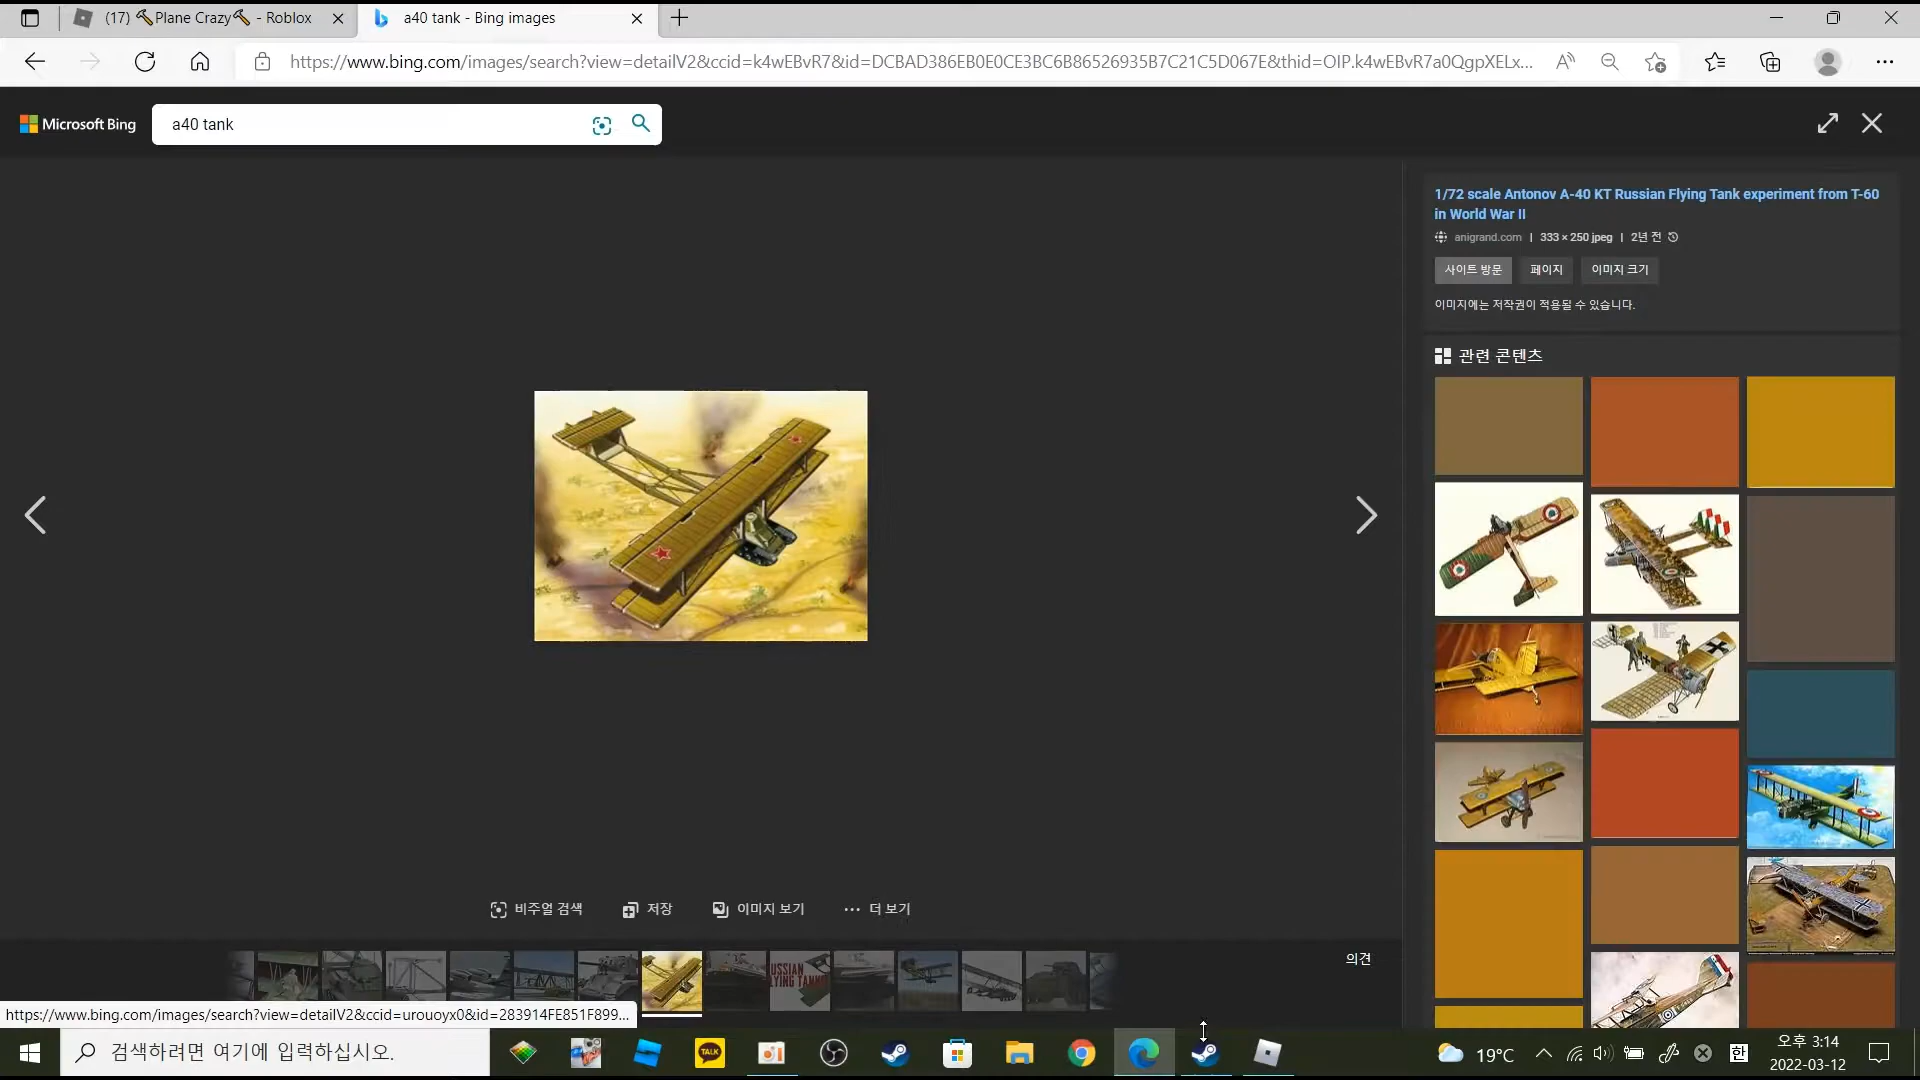 (17) 🔨Plane Crazy🔨 - Roblox
a40 tank - Bing images
https://www.bing.com/images/search?view=detailV2&ccid=k4wEBvR7&id=DCBAD386EB0E0CE3BC6B86526935B7C21C5D067E&thid=OIP.k4wEBvR7a0QgpXELx...
Microsoft Bing
a40 tank
1/72 scale Antonov A-40 KT Russian Flying Tank experiment from T-60
in World War II
anigrand.com | 333 × 250 jpeg | 2년 전
사이트 방문 페이지 이미지 크기
이미지에는 저작권이 적용될 수 있습니다.
관련 콘텐츠
비주얼 검색 저장 이미지 보기 ... 더 보기
의견
RUSSIAN
FLYING TANKS
https://www.bing.com/images/search?view=detailV2&ccid=urouoyx0&id=283914FE851F899...
검색하려면 여기에 입력하십시오.
TALK
19°C
한
오후 3:14
2022-03-12